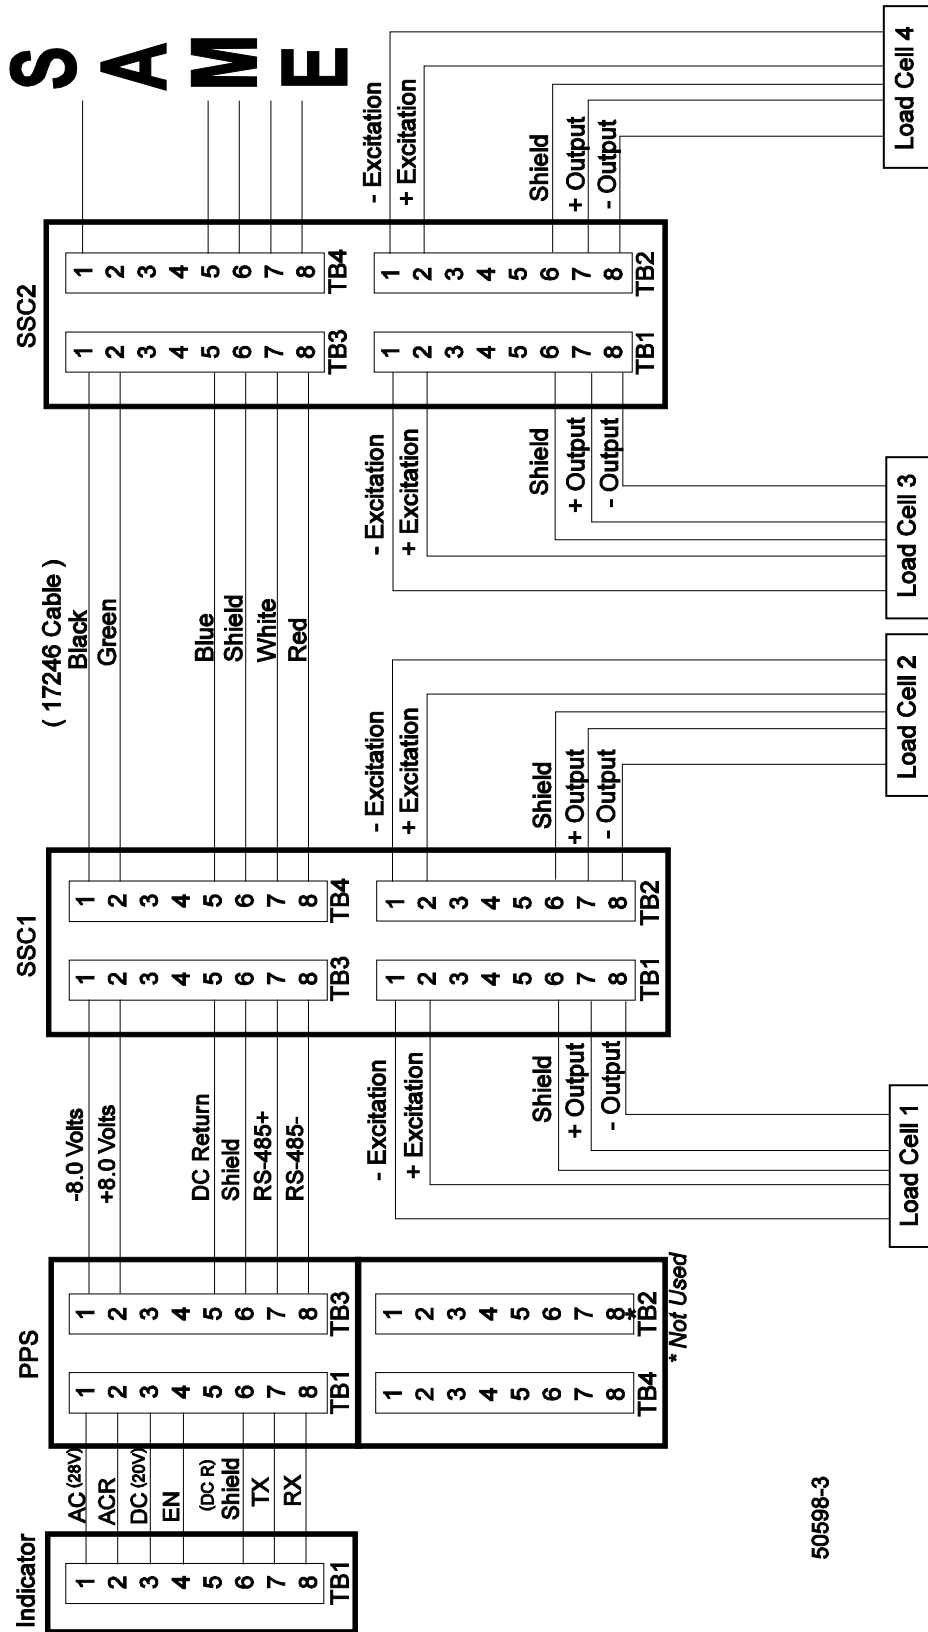 Indicator
1
2
3
4
5
6
7
8
TB1
AC (28V)
ACR
DC (20V)
EN
(DC R)
Shield
TX
RX
PPS
1
2
3
4
5
6
7
8
TB1
1
2
3
4
5
6
7
8
TB3
1
2
3
4
5
6
7
8
TB4
1
2
3
4
5
6
7
8
*
TB2
* Not Used
-8.0 Volts
+8.0 Volts
DC Return
Shield
RS-485+
RS-485-
SSC1
1
2
3
4
5
6
7
8
TB3
1
2
3
4
5
6
7
8
TB4
1
2
3
4
5
6
7
8
TB1
1
2
3
4
5
6
7
8
TB2
- Excitation
+ Excitation
Shield
+ Output
- Output
Load Cell 1
- Excitation
+ Excitation
Shield
+ Output
- Output
Load Cell 2
( 17246 Cable )
Black
Green
Blue
Shield
White
Red
SSC2
1
2
3
4
5
6
7
8
TB3
1
2
3
4
5
6
7
8
TB4
1
2
3
4
5
6
7
8
TB1
1
2
3
4
5
6
7
8
TB2
- Excitation
+ Excitation
Shield
+ Output
- Output
Load Cell 3
- Excitation
+ Excitation
Shield
+ Output
- Output
Load Cell 4
S
A
M
E
50598-3